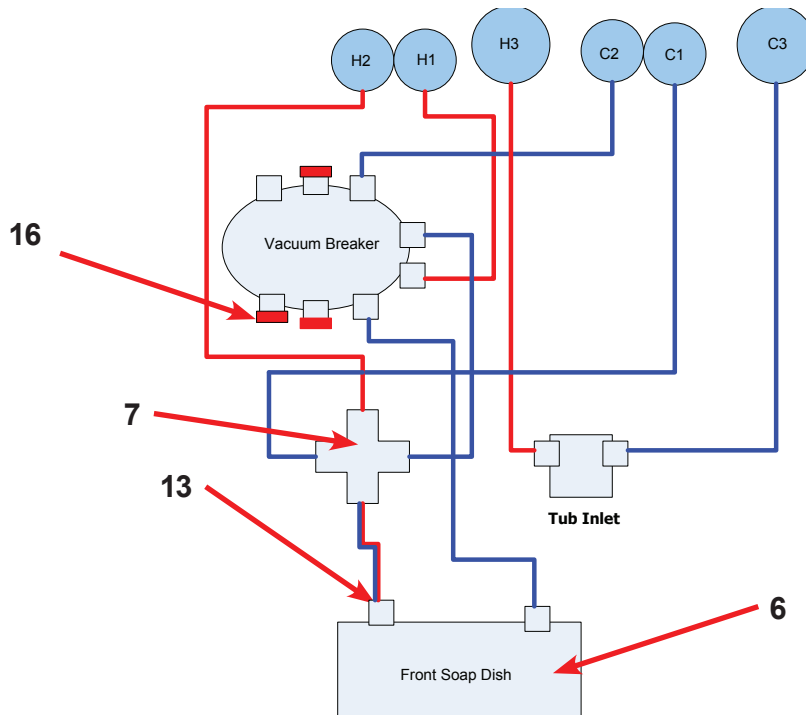 H2
H1
H3
C2
C1
C3
16
Vacuum Breaker
7
13
Tub Inlet
6
Front Soap Dish